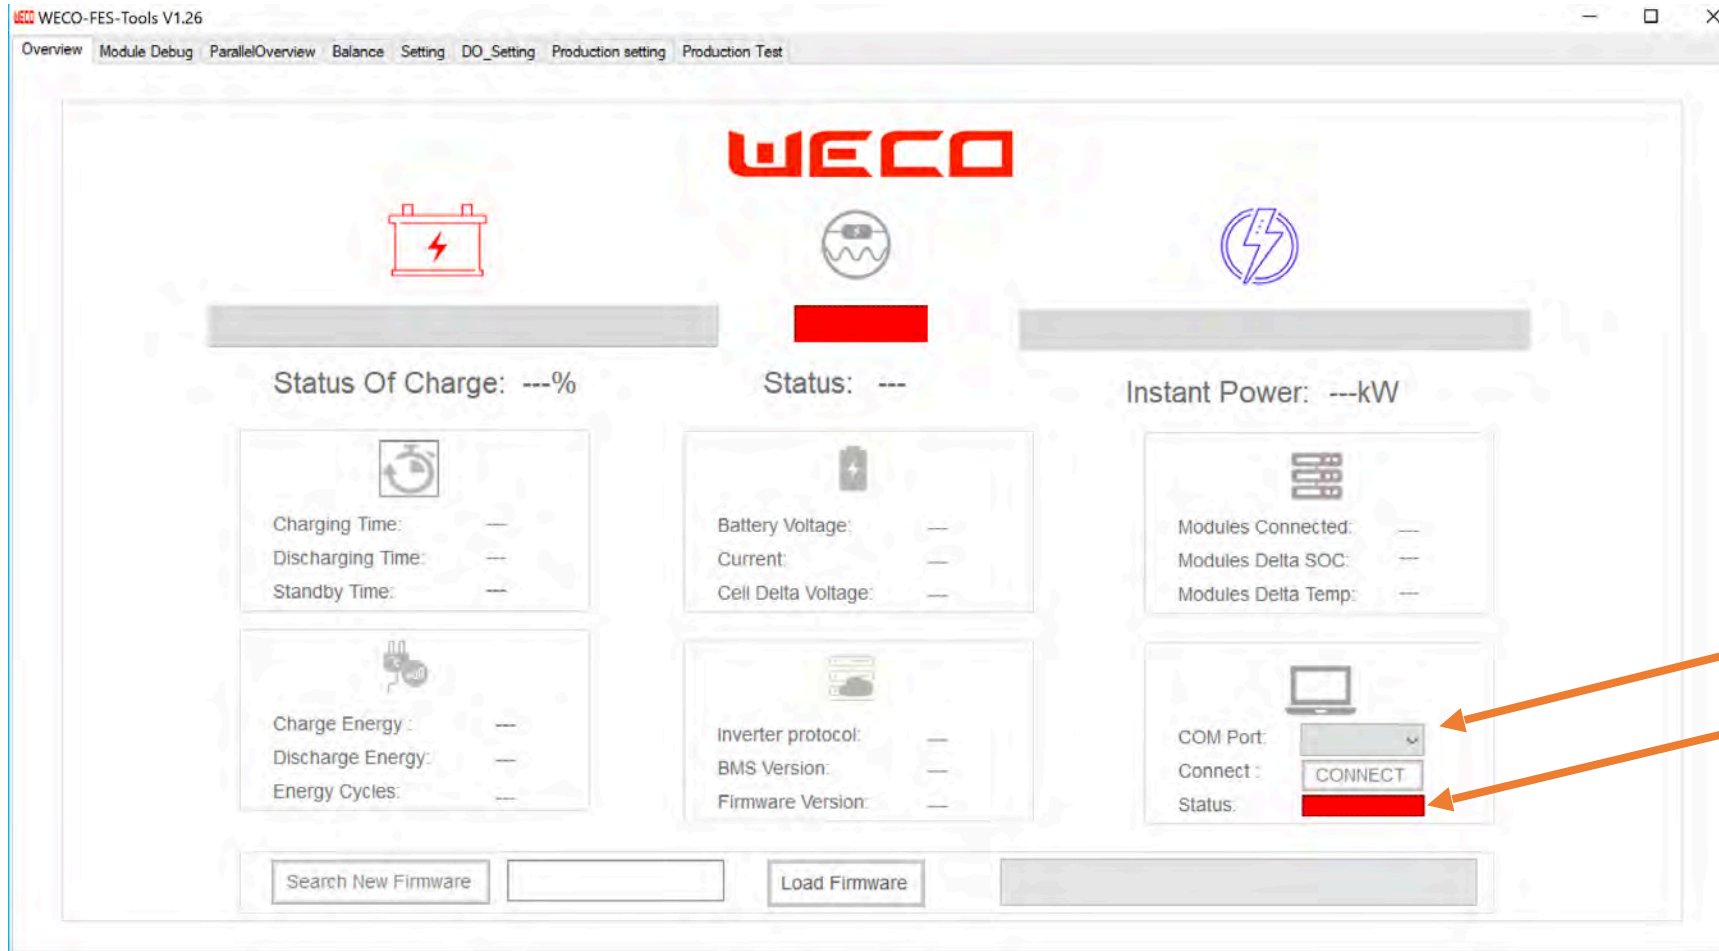 WECO WECO-FES-Tools V1.26
Overview Module Debug ParallelOverview Balance Setting DO_Setting Production setting Production Test
WECO
Status Of Charge: ---%
Status: ---
Instant Power: ---kW
Charging Time: ---
Discharging Time: ---
Standby Time: ---
Battery Voltage: ---
Current: ---
Cell Delta Voltage: ---
Modules Connected: ---
Modules Delta SOC: ---
Modules Delta Temp: ---
Charge Energy : ---
Discharge Energy: ---
Energy Cycles: ---
Inverter protocol: ---
BMS Version: ---
Firmware Version: ---
COM Port:
Connect : CONNECT
Status:
Search New Firmware Load Firmware